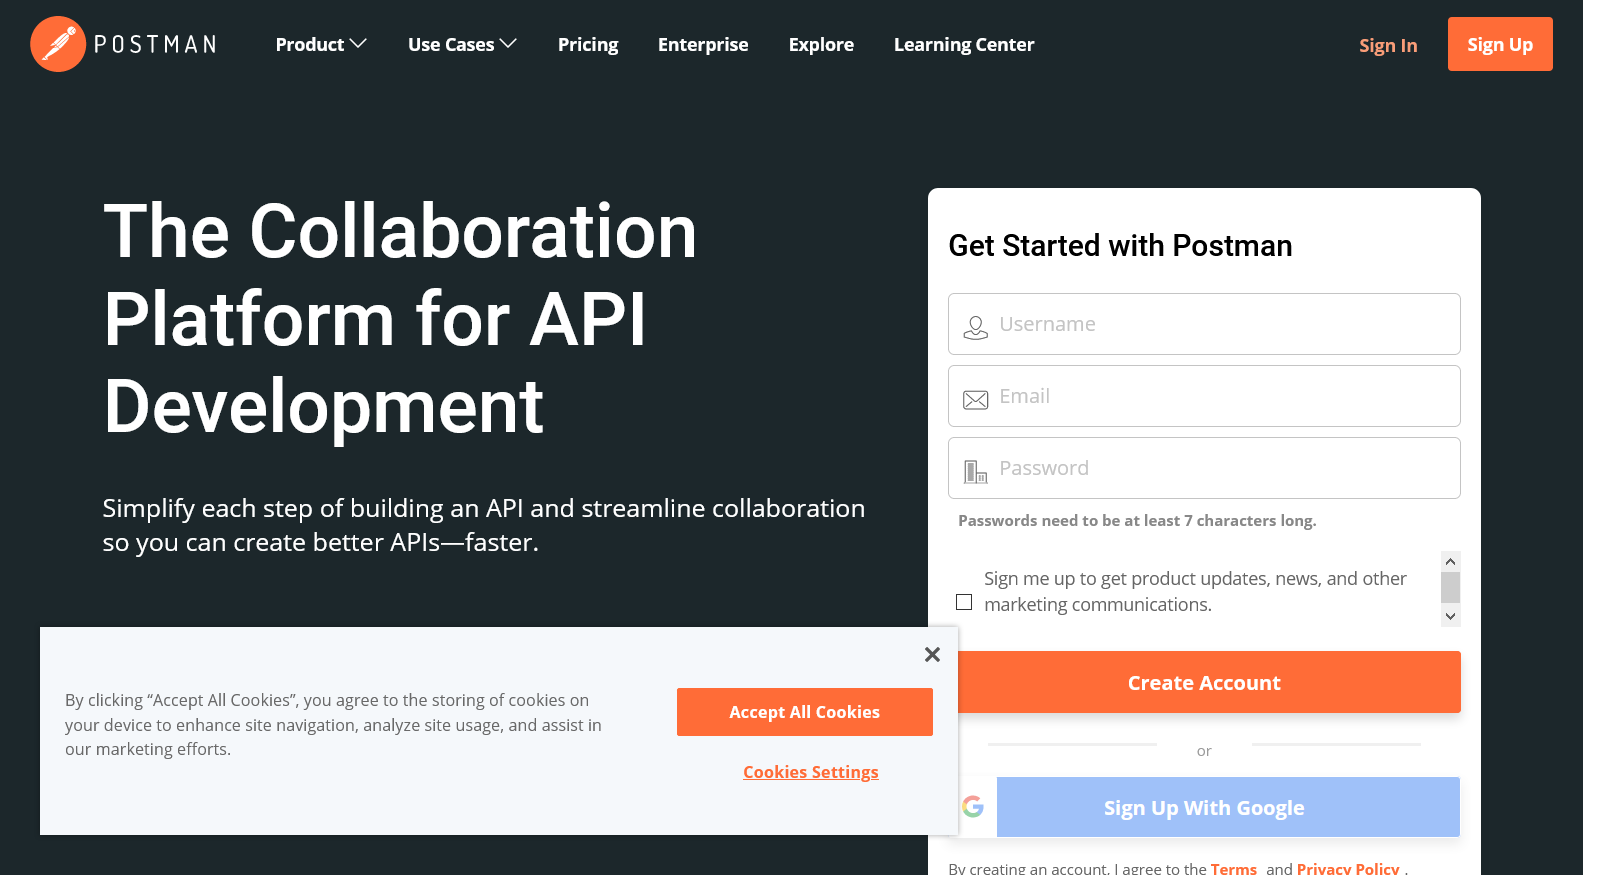 POSTMAN
Product
Use Cases
Pricing
Enterprise
Explore
Learning Center
Sign In
Sign Up
The Collaboration
Platform for API
Development
Simplify each step of building an API and streamline collaboration
so you can create better APIs—faster.
Get Started with Postman
Username
Email
Password
Passwords need to be at least 7 characters long.
Sign me up to get product updates, news, and other
marketing communications.
Create Account
or
Sign Up With Google
By creating an account, I agree to the Terms and Privacy Policy .
By clicking “Accept All Cookies”, you agree to the storing of cookies on
your device to enhance site navigation, analyze site usage, and assist in
our marketing efforts.
Accept All Cookies
Cookies Settings